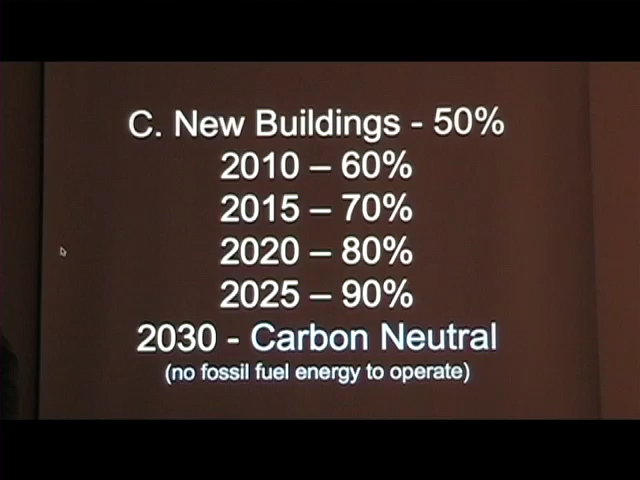 C. New Buildings - 50%
2010 – 60%
2015 – 70%
2020 – 80%
2025 – 90%
2030 - Carbon Neutral
(no fossil fuel energy to operate)